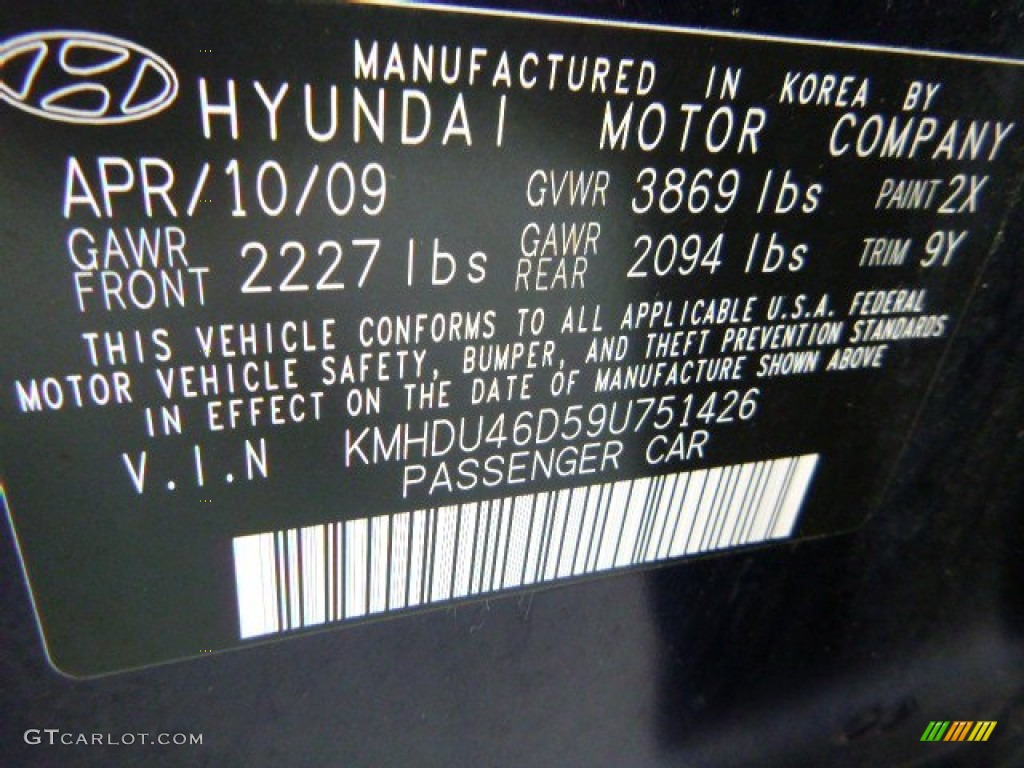 MANUFACTURED IN KOREA BY
HYUNDAI MOTOR COMPANY
APR/10/09 GVWR 3869 lbs PAINT 2X
GAWR FRONT 2227 lbs GAWR REAR 2094 lbs TRIM 9Y
THIS VEHICLE CONFORMS TO ALL APPLICABLE U.S.A. FEDERAL
MOTOR VEHICLE SAFETY, BUMPER, AND THEFT PREVENTION STANDARDS
IN EFFECT ON THE DATE OF MANUFACTURE SHOWN ABOVE
V.I.N KMHDU46D59U751426
PASSENGER CAR
GTCARLOT.COM